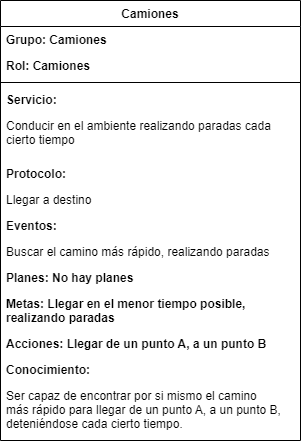 Camiones
Grupo: Camiones
Rol: Camiones
Servicio:
Conducir en el ambiente realizando paradas cada
cierto tiempo
Protocolo:
Llegar a destino
Eventos:
Buscar el camino más rápido, realizando paradas
Planes: No hay planes
Metas: Llegar en el menor tiempo posible,
realizando paradas
Acciones: Llegar de un punto A, a un punto B
Conocimiento:
Ser capaz de encontrar por si mismo el camino
más rápido para llegar de un punto A, a un punto B,
deteniéndose cada cierto tiempo.